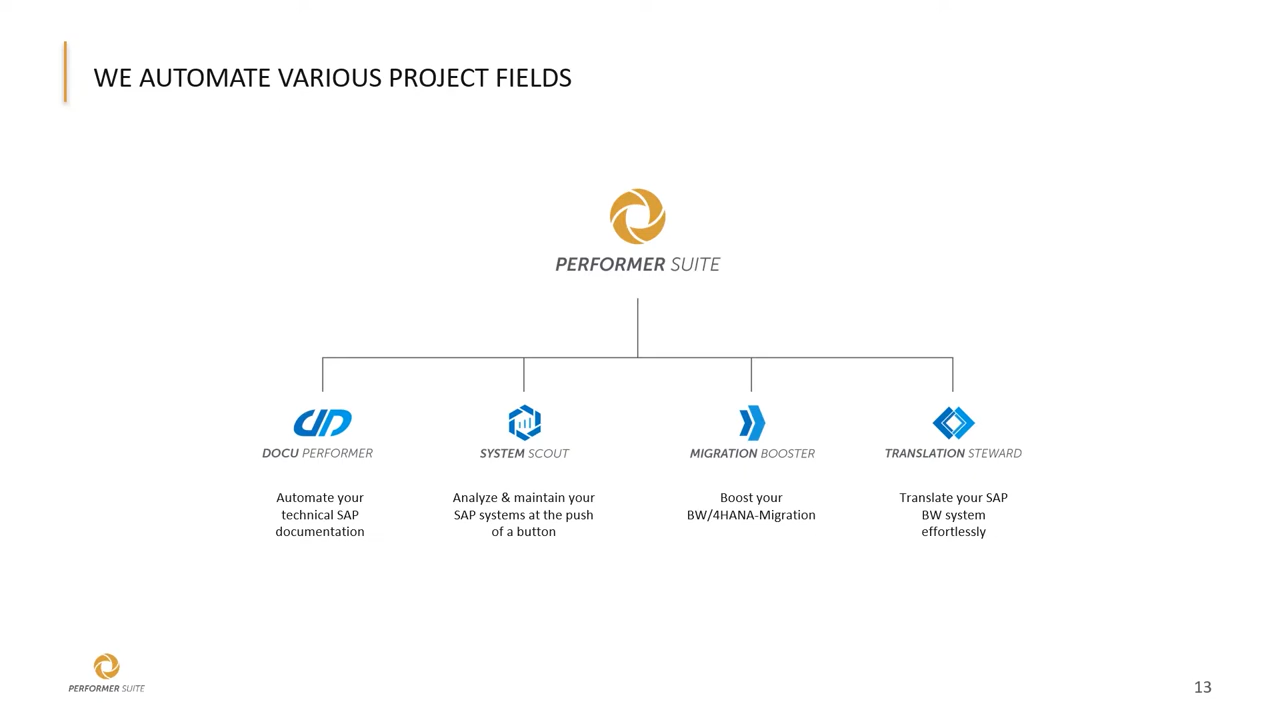 WE AUTOMATE VARIOUS PROJECT FIELDS
PERFORMER SUITE
DOCU PERFORMER
SYSTEM SCOUT
MIGRATION BOOSTER
TRANSLATION STEWARD
Automate your
technical SAP
documentation
Analyze & maintain your
SAP systems at the push
of a button
Boost your
BW/4HANA-Migration
Translate your SAP
BW system
effortlessly
PERFORMER SUITE
13